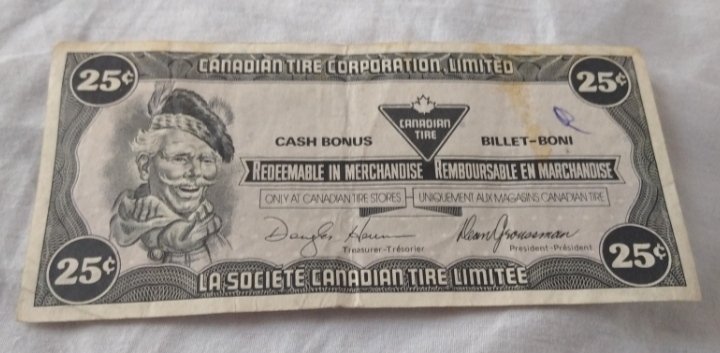 25¢
CANADIAN TIRE CORPORATION, LIMITED
25¢
CANADIAN
TIRE
CASH BONUS
BILLET-BONI
REDEEMABLE IN MERCHANDISE
REMBOURSABLE EN MARCHANDISE
ONLY AT CANADIAN TIRE STORES
UNIQUEMENT AUX MAGASINS CANADIAN TIRE
Dean Groussman
Treasurer-Trésorier
President-Président
25¢
LA SOCIÉTÉ CANADIAN TIRE LIMITÉE
25¢